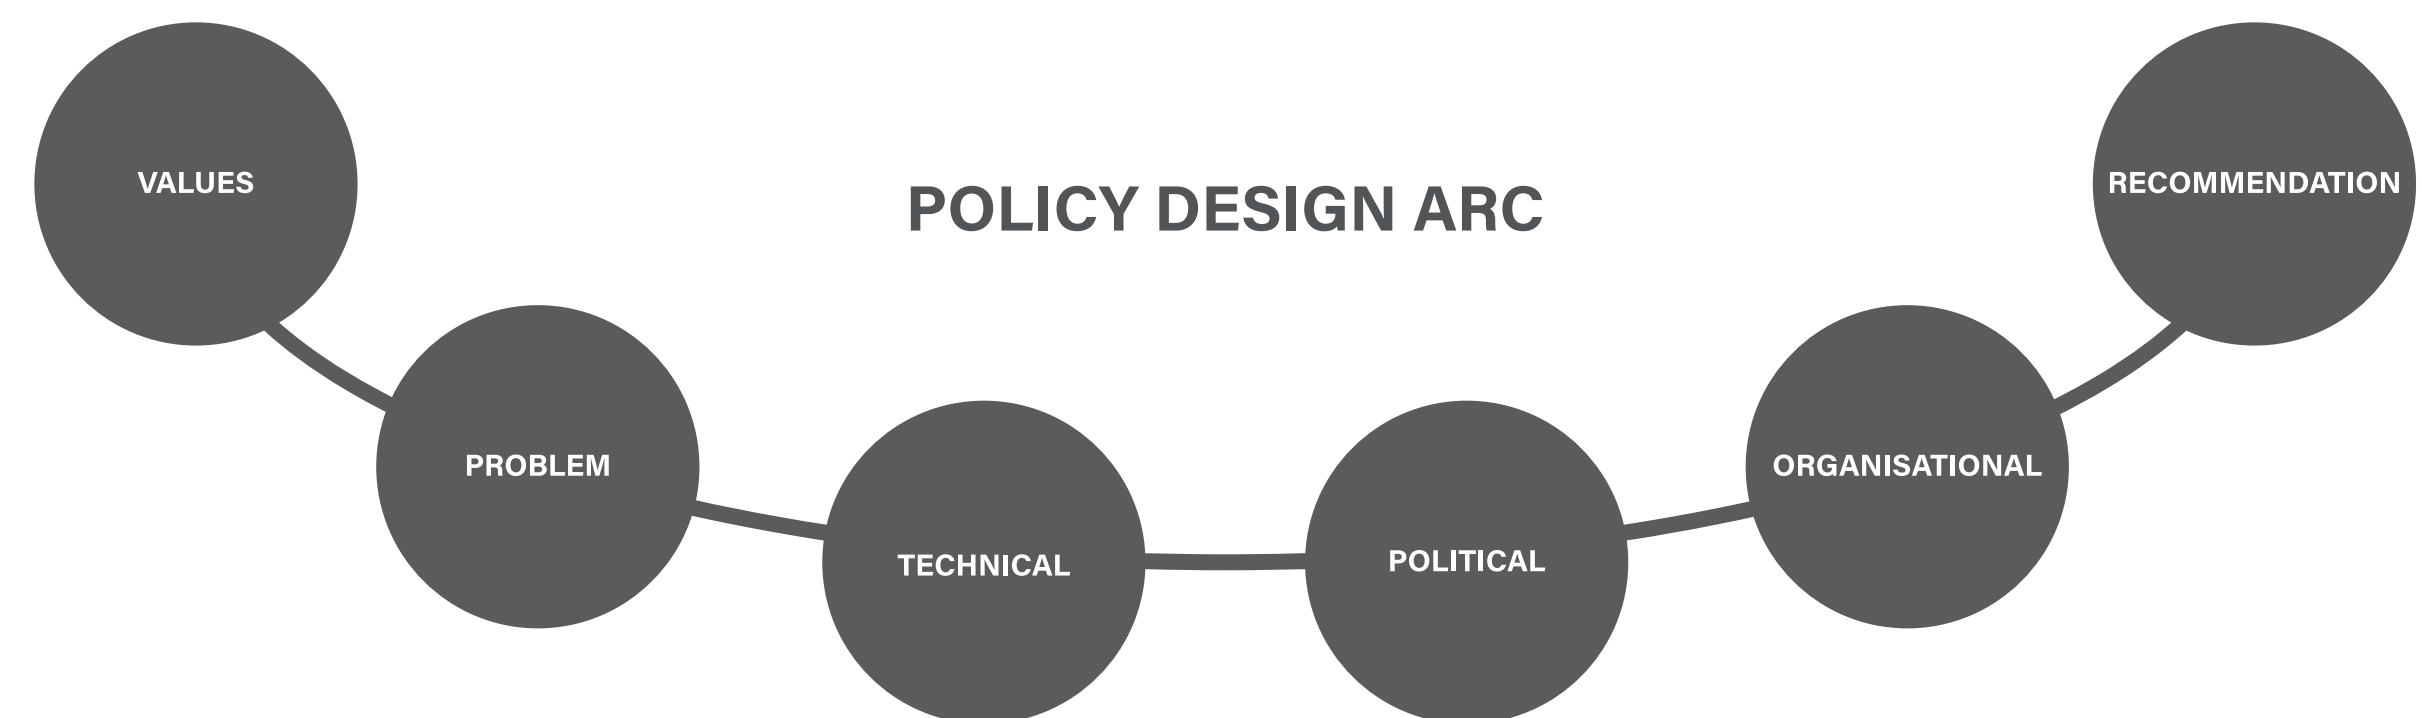 VALUES
RECOMMENDATION
POLICY DESIGN ARC
PROBLEM
ORGANISATIONAL
TECHNICAL
POLITICAL